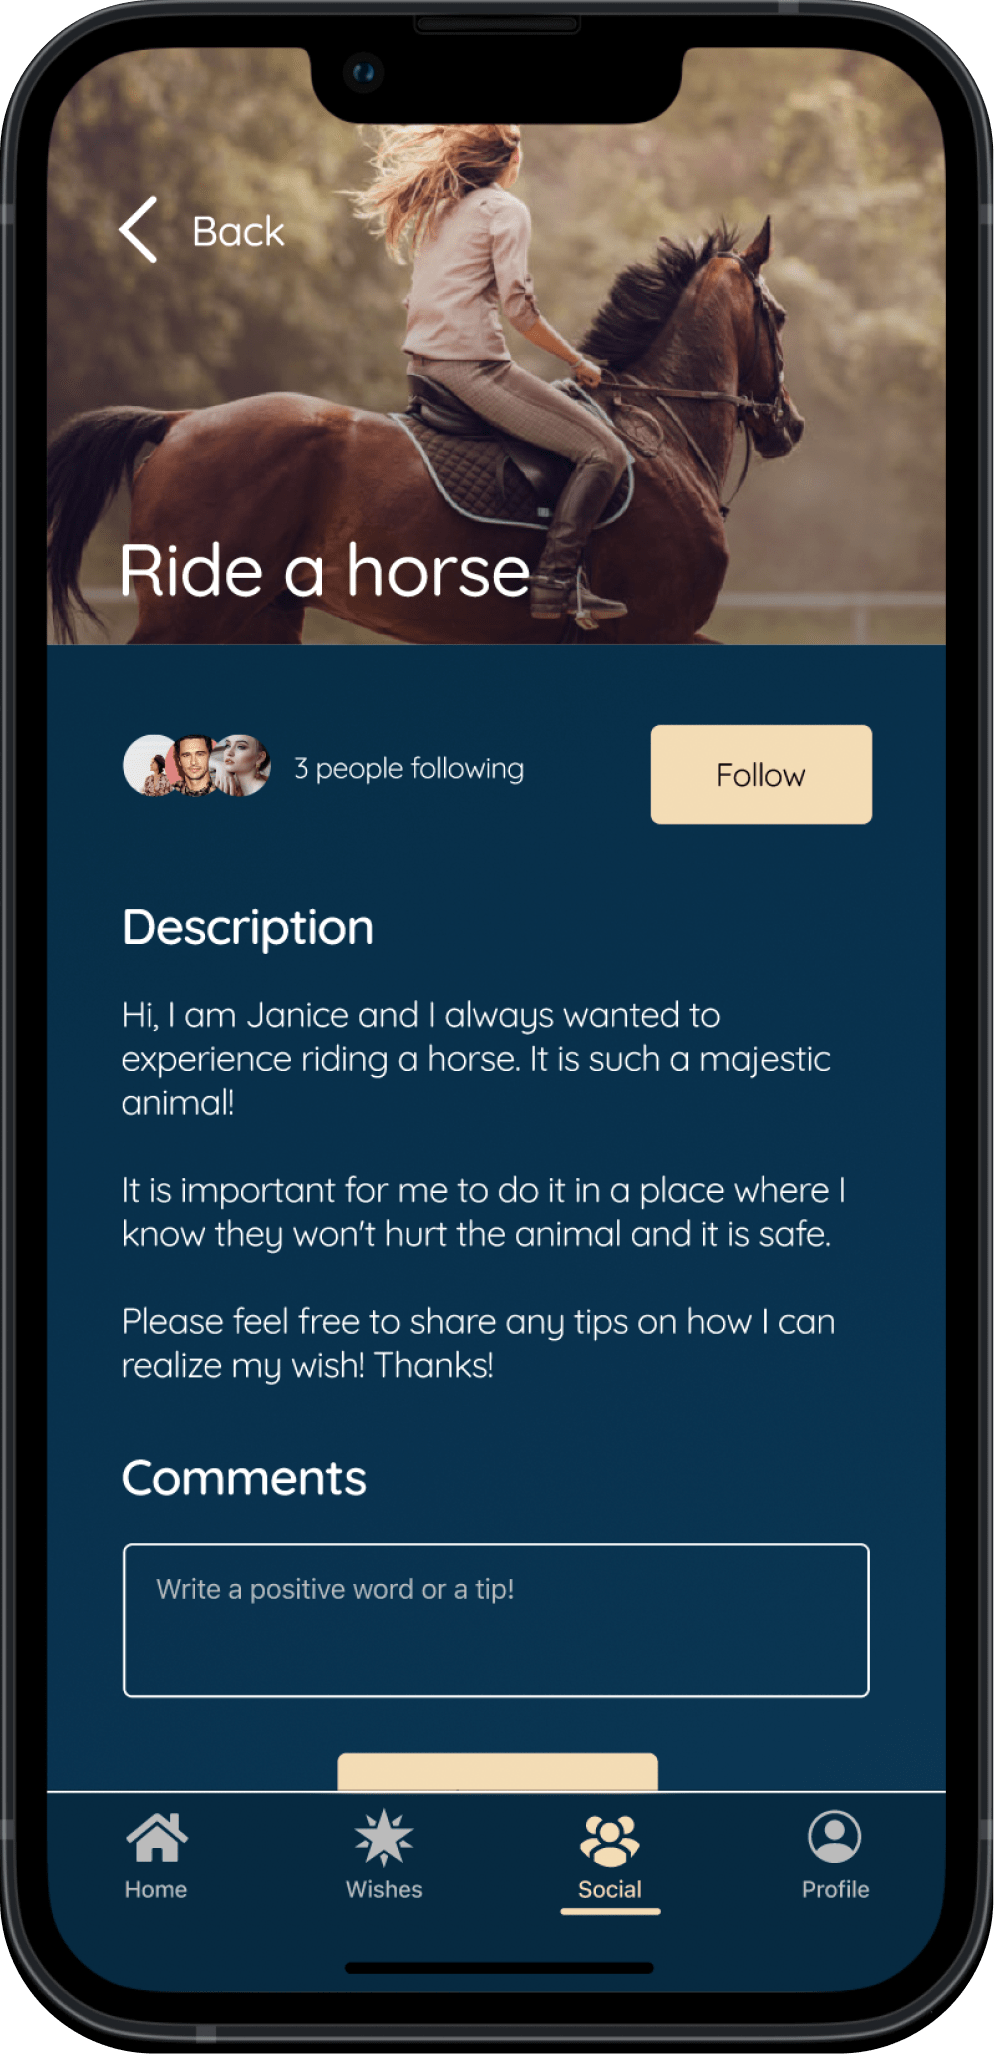 Back
Ride a horse
3 people following
Follow
Description
Hi, I am Janice and I always wanted to
experience riding a horse. It is such a majestic
animal!
It is important for me to do it in a place where I
know they won't hurt the animal and it is safe.
Please feel free to share any tips on how I can
realize my wish! Thanks!
Comments
Write a positive word or a tip!
Home
Wishes
Social
Profile